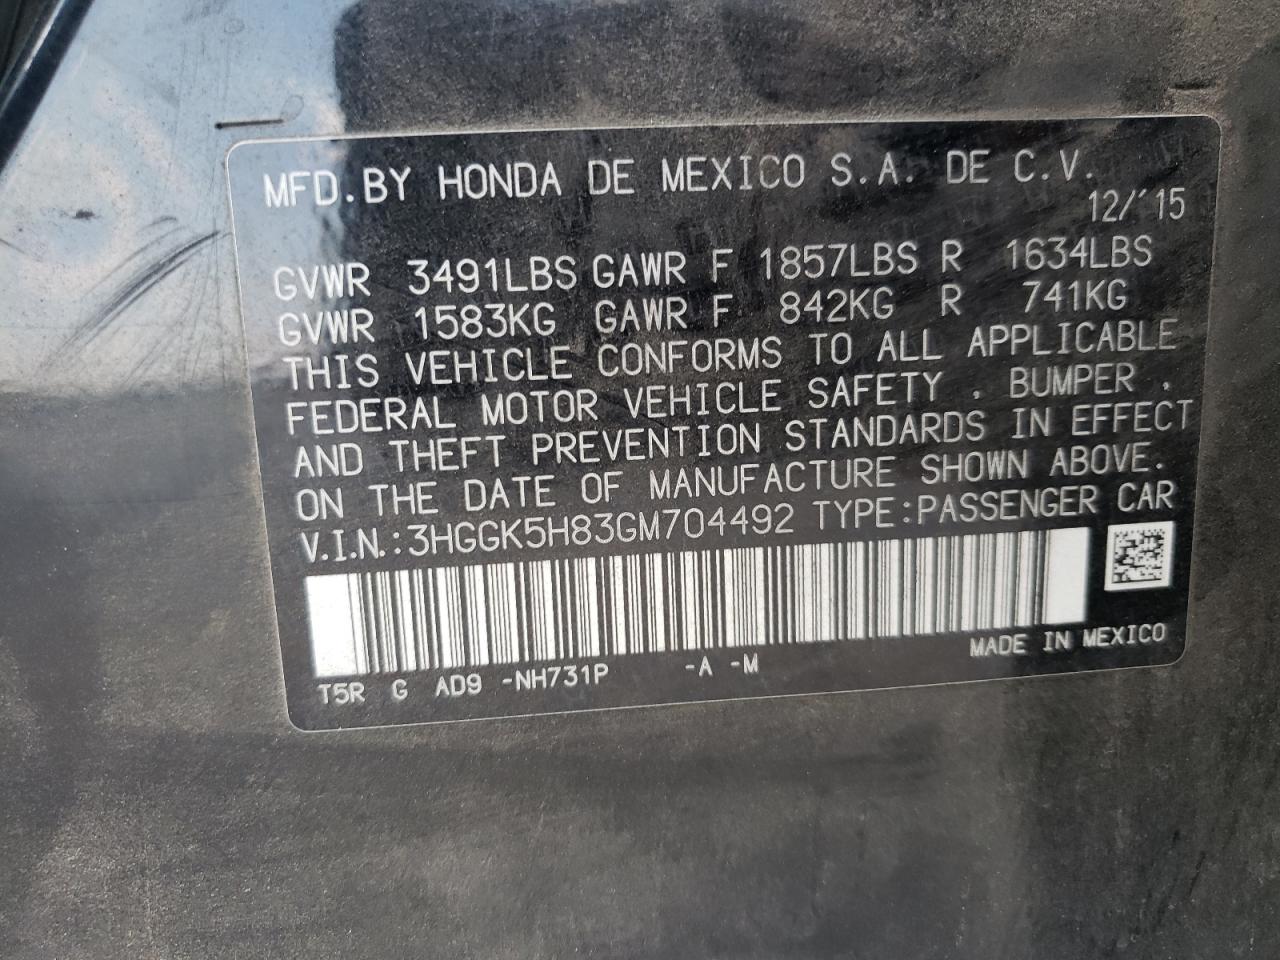 MFD.BY HONDA DE MEXICO S.A. DE C.V.
12/'15
GVWR 3491LBS GAWR F 1857LBS R 1634LBS
GVWR 1583KG GAWR F 842KG R 741KG
THIS VEHICLE CONFORMS TO ALL APPLICABLE
FEDERAL MOTOR VEHICLE SAFETY , BUMPER ,
AND THEFT PREVENTION STANDARDS IN EFFECT
ON THE DATE OF MANUFACTURE SHOWN ABOVE.
V.I.N.:3HGGK5H83GM704492 TYPE:PASSENGER CAR
MADE IN MEXICO
T5R G AD9 -NH731P -A -M